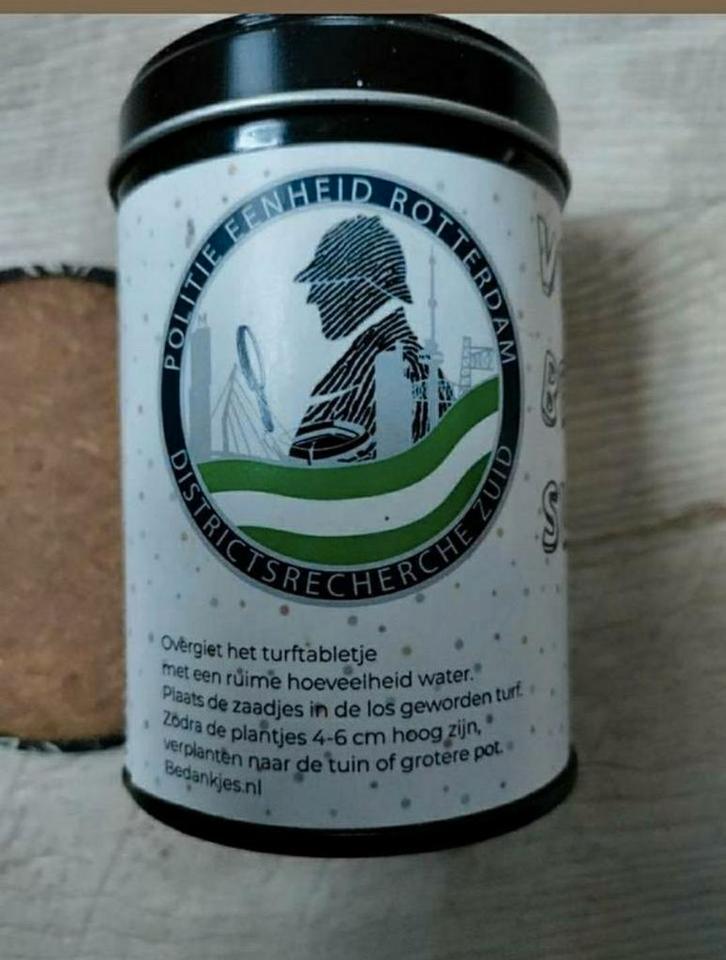 POLITIE EENHEID ROTTERDAM
DISTRICTSRECHERCHE ZUID
Overgiet het turftabletje
met een ruime hoeveelheid water.
Plaats de zaadjes in de los geworden turf.
Zodra de plantjes 4-6 cm hoog zijn,
verplanten naar de tuin of grotere pot.
Bedankjes.nl